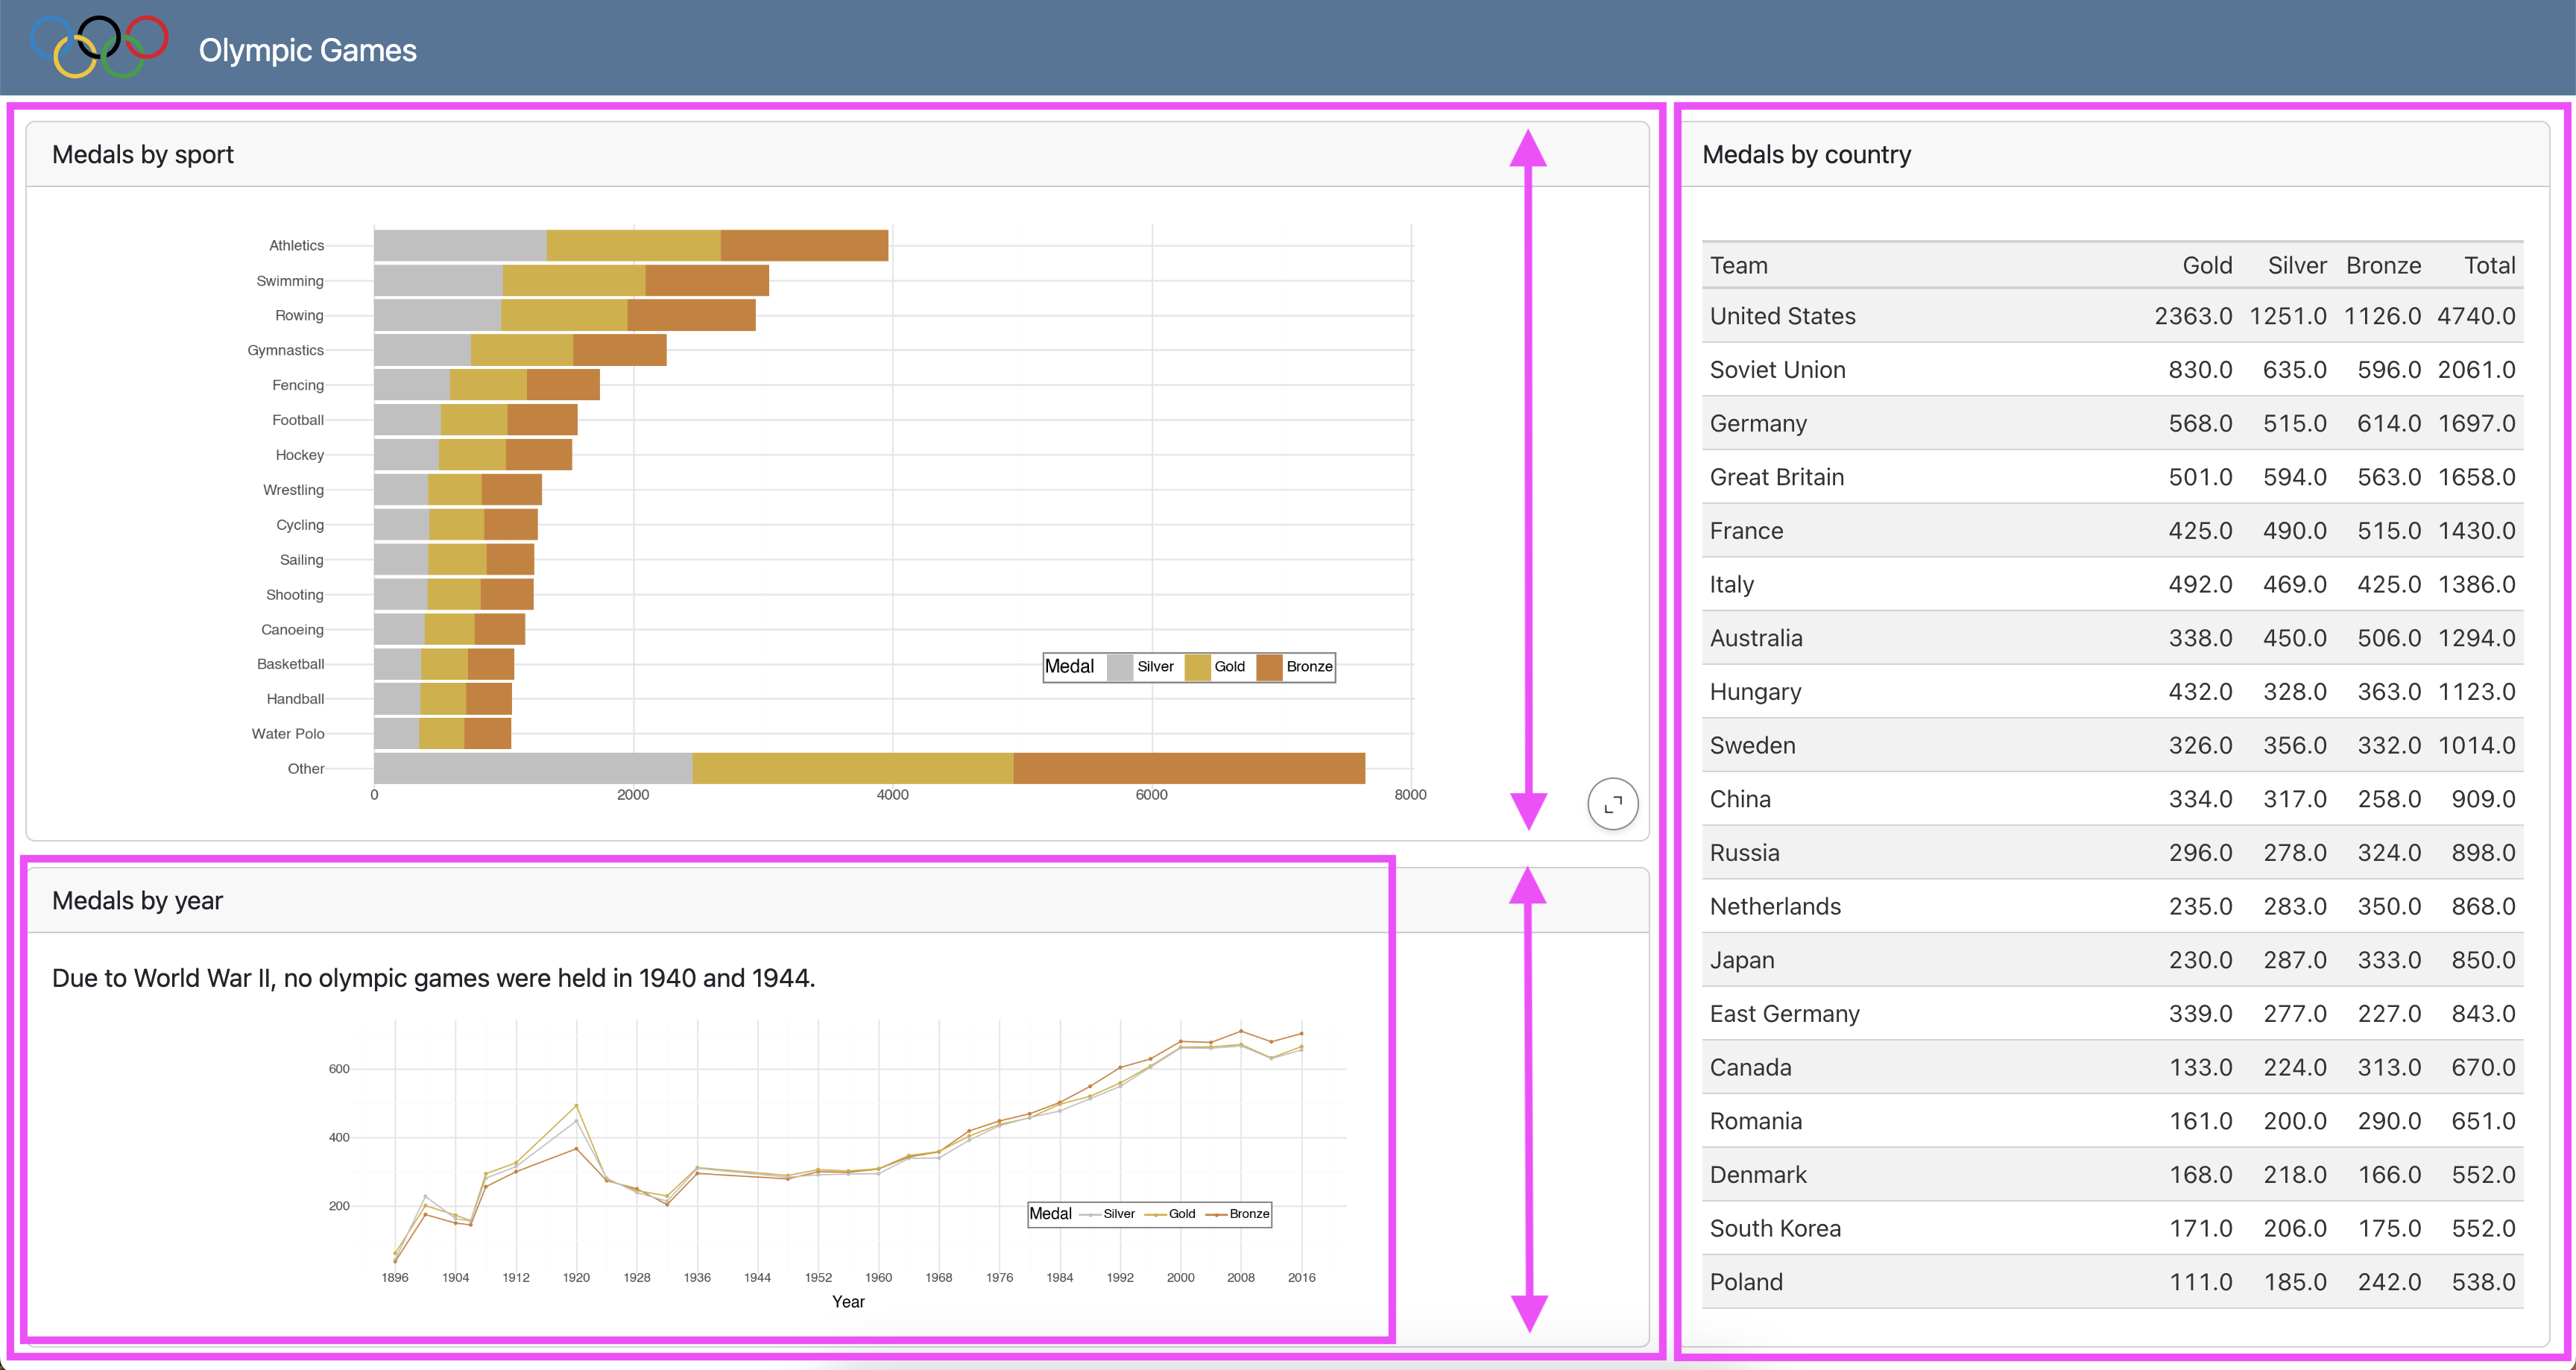 Olympic Games
Medals by sport
Athletics
Swimming
Rowing
Gymnastics
Fencing
Football
Hockey
Wrestling
Cycling
Sailing
Shooting
Canoeing
Basketball
Handball
Water Polo
Other
0 2000 4000 6000 8000
Medal Silver Gold Bronze
Medals by year
Due to World War II, no olympic games were held in 1940 and 1944.
600
400
200
Medal Silver Gold Bronze
1896 1904 1912 1920 1928 1936 1944 1952 1960 1968 1976 1984 1992 2000 2008 2016
Year
Medals by country
Team Gold Silver Bronze Total
United States 2363.0 1251.0 1126.0 4740.0
Soviet Union 830.0 635.0 596.0 2061.0
Germany 568.0 515.0 614.0 1697.0
Great Britain 501.0 594.0 563.0 1658.0
France 425.0 490.0 515.0 1430.0
Italy 492.0 469.0 425.0 1386.0
Australia 338.0 450.0 506.0 1294.0
Hungary 432.0 328.0 363.0 1123.0
Sweden 326.0 356.0 332.0 1014.0
China 334.0 317.0 258.0 909.0
Russia 296.0 278.0 324.0 898.0
Netherlands 235.0 283.0 350.0 868.0
Japan 230.0 287.0 333.0 850.0
East Germany 339.0 277.0 227.0 843.0
Canada 133.0 224.0 313.0 670.0
Romania 161.0 200.0 290.0 651.0
Denmark 168.0 218.0 166.0 552.0
South Korea 171.0 206.0 175.0 552.0
Poland 111.0 185.0 242.0 538.0